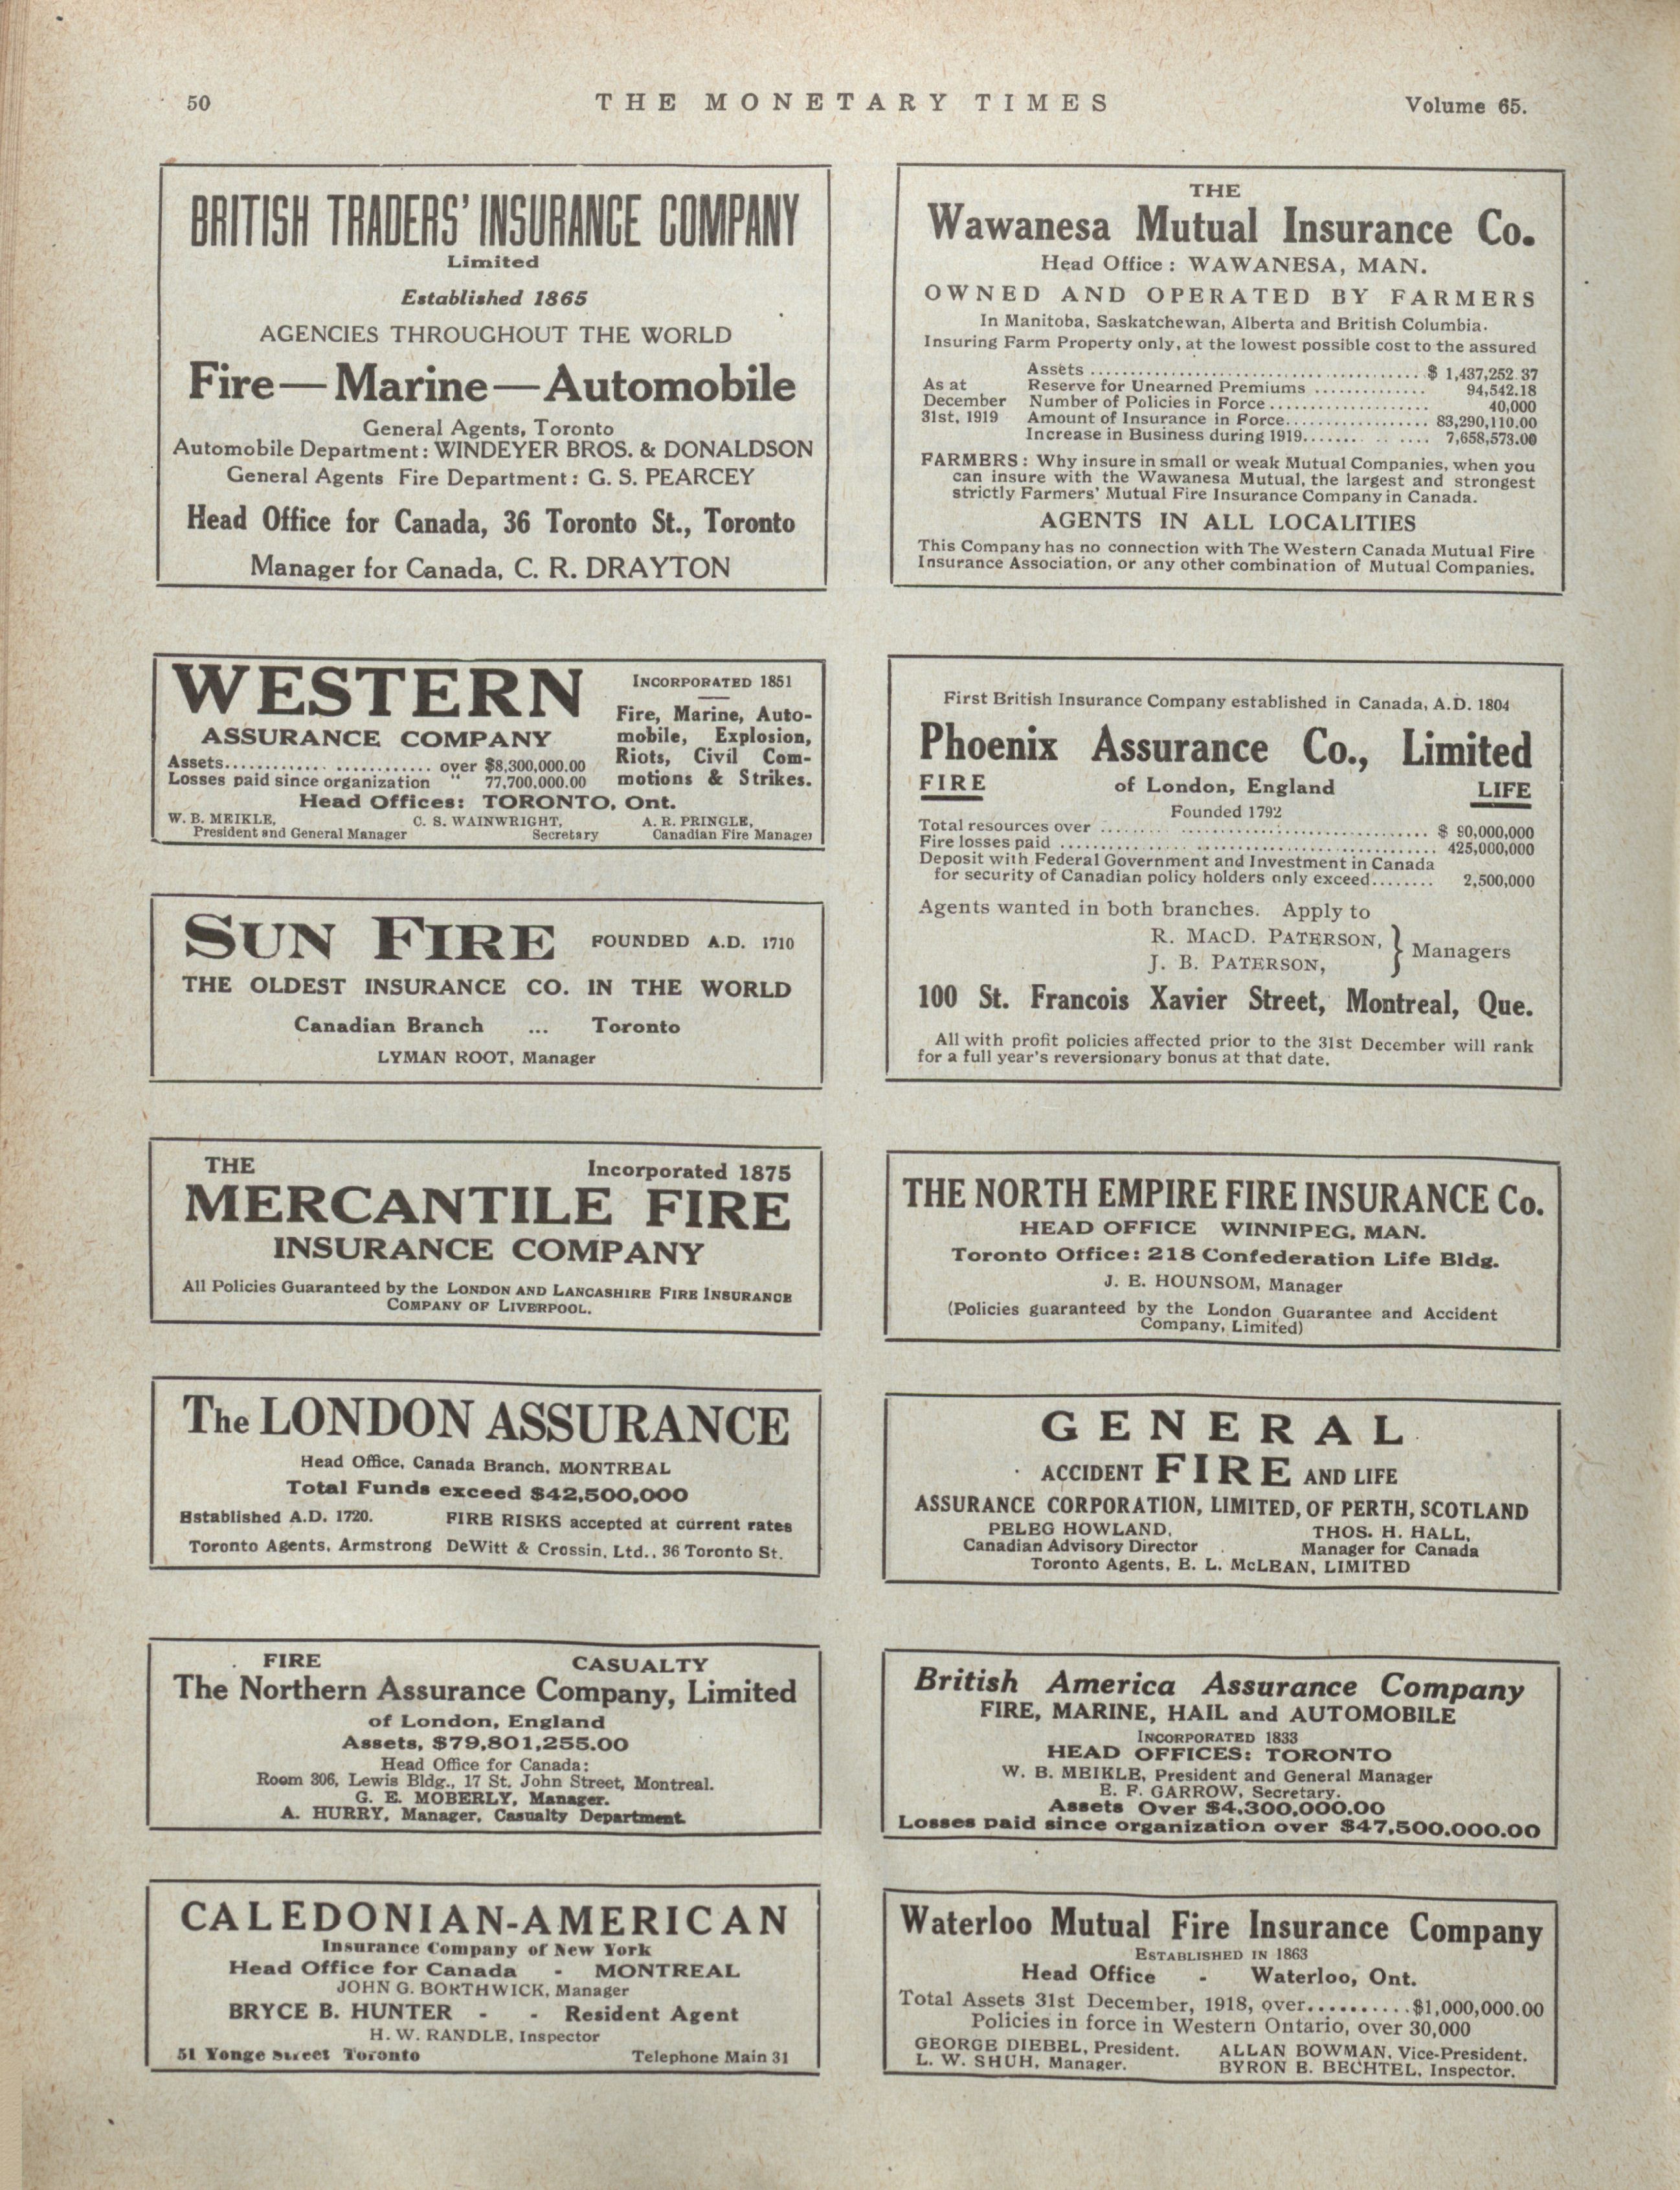 50
THE MONETARY TIMES
Volume 65.
BRITISH TRADERS' INSURANCE COMPANY
Limited
Established 1865
AGENCIES THROUGHOUT THE WORLD
Fire—Marine—Automobile
General Agents, Toronto
Automobile Department: WINDEYER BROS. & DONALDSON
General Agents Fire Department: G. S. PEARCEY
Head Office for Canada, 36 Toronto St., Toronto
Manager for Canada, C. R. DRAYTON
WESTERN
ASSURANCE COMPANY
INCORPORATED 1851
Fire, Marine, Auto-
mobile, Explosion,
Riots, Civil Com-
motions & Strikes.
Assets........................ over $8,300,000.00
Losses paid since organization " 77,700,000.00
Head Offices: TORONTO, Ont.
W. B. MEIKLE, C. S. WAINWRIGHT, A. R. PRINGLE,
President and General Manager Secretary Canadian Fire Manager
SUN FIRE FOUNDED A.D. 1710
THE OLDEST INSURANCE CO. IN THE WORLD
Canadian Branch ... Toronto
LYMAN ROOT, Manager
THE Incorporated 1875
MERCANTILE FIRE
INSURANCE COMPANY
All Policies Guaranteed by the LONDON AND LANCASHIRE FIRE INSURANCE
COMPANY OF LIVERPOOL.
The LONDON ASSURANCE
Head Office, Canada Branch, MONTREAL
Total Funds exceed $42,500,000
Established A.D. 1720. FIRE RISKS accepted at current rates
Toronto Agents, Armstrong DeWitt & Crossin, Ltd., 36 Toronto St.
FIRE CASUALTY
The Northern Assurance Company, Limited
of London, England
Assets, $79,801,255.00
Head Office for Canada:
Room 306, Lewis Bldg., 17 St. John Street, Montreal.
G. E. MOBERLY, Manager.
A. HURRY, Manager, Casualty Department.
CALEDONIAN-AMERICAN
Insurance Company of New York
Head Office for Canada - MONTREAL
JOHN G. BORTHWICK, Manager
BRYCE B. HUNTER - - Resident Agent
H. W. RANDLE, Inspector
51 Yonge Street Toronto Telephone Main 31
THE
Wawanesa Mutual Insurance Co.
Head Office: WAWANESA, MAN.
OWNED AND OPERATED BY FARMERS
In Manitoba, Saskatchewan, Alberta and British Columbia.
Insuring Farm Property only, at the lowest possible cost to the assured
As at
December
31st, 1919
Assets ........................................ $ 1,437,252.37
Reserve for Unearned Premiums .............. 94,542.18
Number of Policies in Force .................... 40,000
Amount of Insurance in Force.................. 83,290,110.00
Increase in Business during 1919............... 7,658,573.00
FARMERS: Why insure in small or weak Mutual Companies, when you
can insure with the Wawanesa Mutual, the largest and strongest
strictly Farmers' Mutual Fire Insurance Company in Canada.
AGENTS IN ALL LOCALITIES
This Company has no connection with The Western Canada Mutual Fire
Insurance Association, or any other combination of Mutual Companies.
First British Insurance Company established in Canada, A.D. 1804
Phoenix Assurance Co., Limited
FIRE of London, England LIFE
Founded 1792
Total resources over ........................................ $ 90,000,000
Fire losses paid ........................................ 425,000,000
Deposit with Federal Government and Investment in Canada
for security of Canadian policy holders only exceed........ 2,500,000
Agents wanted in both branches. Apply to
R. MACD. PATERSON,
J. B. PATERSON,
} Managers
100 St. Francois Xavier Street, Montreal, Que.
All with profit policies affected prior to the 31st December will rank
for a full year's reversionary bonus at that date.
THE NORTH EMPIRE FIRE INSURANCE Co.
HEAD OFFICE WINNIPEG, MAN.
Toronto Office: 218 Confederation Life Bldg.
J. E. HOUNSOM, Manager
(Policies guaranteed by the London Guarantee and Accident
Company, Limited)
GENERAL
ACCIDENT FIRE AND LIFE
ASSURANCE CORPORATION, LIMITED, OF PERTH, SCOTLAND
PELEG HOWLAND, THOS. H. HALL,
Canadian Advisory Director Manager for Canada
Toronto Agents, E. L. McLEAN, LIMITED
British America Assurance Company
FIRE, MARINE, HAIL and AUTOMOBILE
INCORPORATED 1833
HEAD OFFICES: TORONTO
W. B. MEIKLE, President and General Manager
E. F. GARROW, Secretary.
Assets Over $4,300,000.00
Losses paid since organization over $47,500,000.00
Waterloo Mutual Fire Insurance Company
ESTABLISHED IN 1863
Head Office - Waterloo, Ont.
Total Assets 31st December, 1918, over..........$1,000,000.00
Policies in force in Western Ontario, over 30,000
GEORGE DIEBEL, President. ALLAN BOWMAN, Vice-President.
L. W. SHUH, Manager. BYRON E. BECHTEL, Inspector.